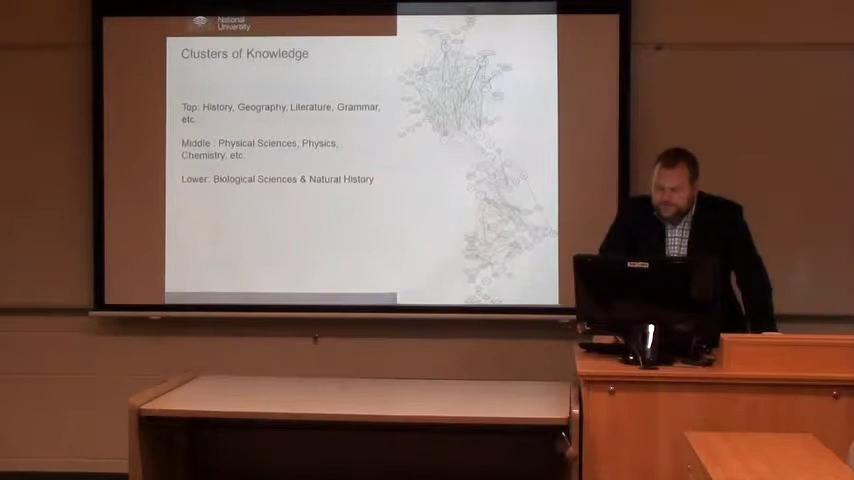 National
University
Clusters of Knowledge
Top: History, Geography, Literature, Grammar,
etc.
Middle : Physical Sciences, Physics,
Chemistry, etc.
Lower: Biological Sciences & Natural History